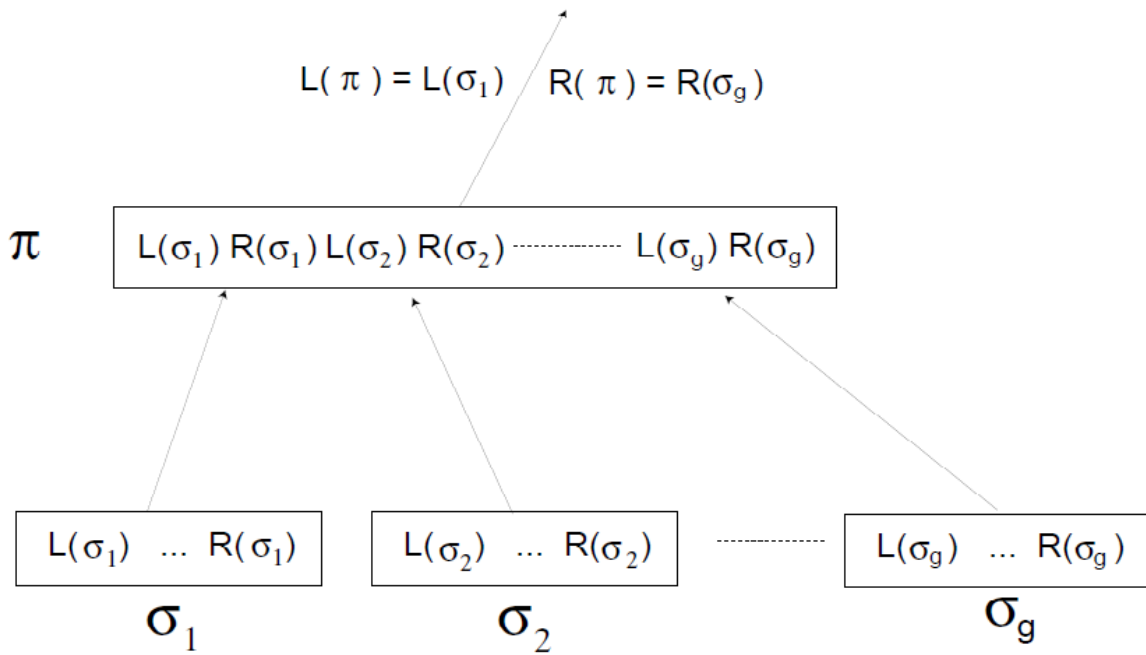 L( π ) = L(σ₁) R( π ) = R(σg)
π
L(σ₁) R(σ₁) L(σ₂) R(σ₂) ---------- L(σg) R(σg)
L(σ₁) ... R(σ₁) L(σ₂) ... R(σ₂) ---------- L(σg) ... R(σg)
σ₁ σ₂ σg